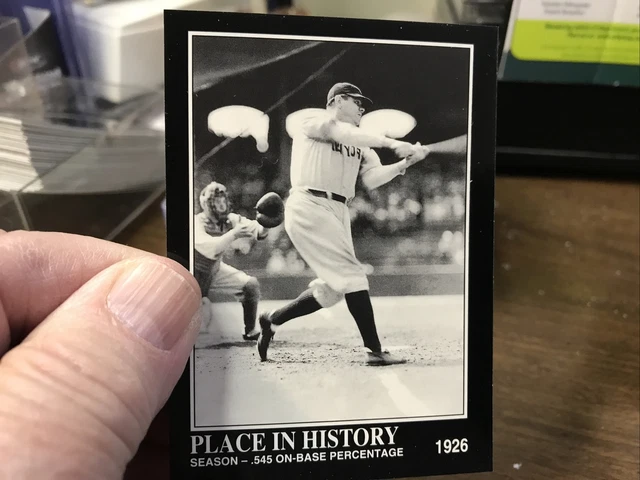 PLACE IN HISTORY
SEASON – .545 ON-BASE PERCENTAGE
1926